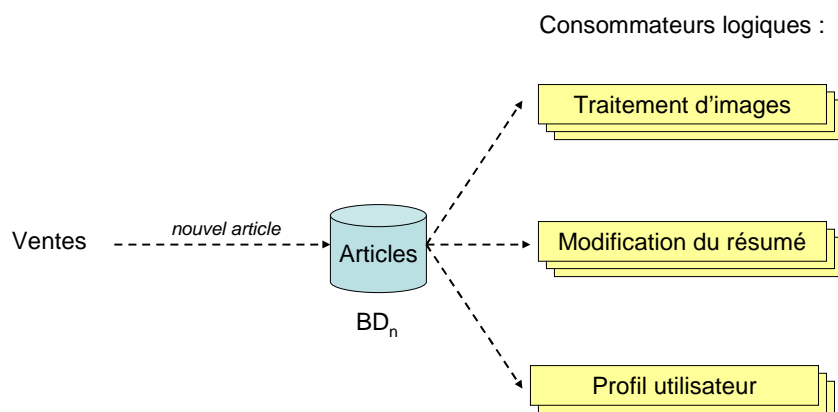 Consommateurs logiques :
Traitement d'images
nouvel article
Ventes
Articles
Modification du résumé
BDn
Profil utilisateur